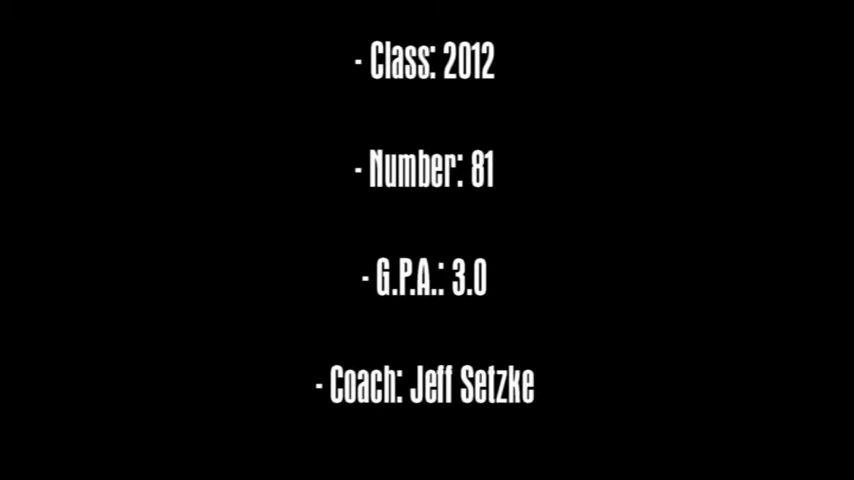 - Class: 2012
- Number: 81
- G.P.A.: 3.0
- Coach: Jeff Setzke